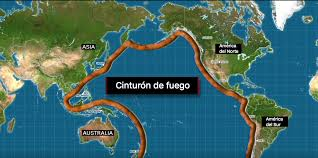 ASIA
América
del Norte
Cinturón de fuego
América
del Sur
AUSTRALIA